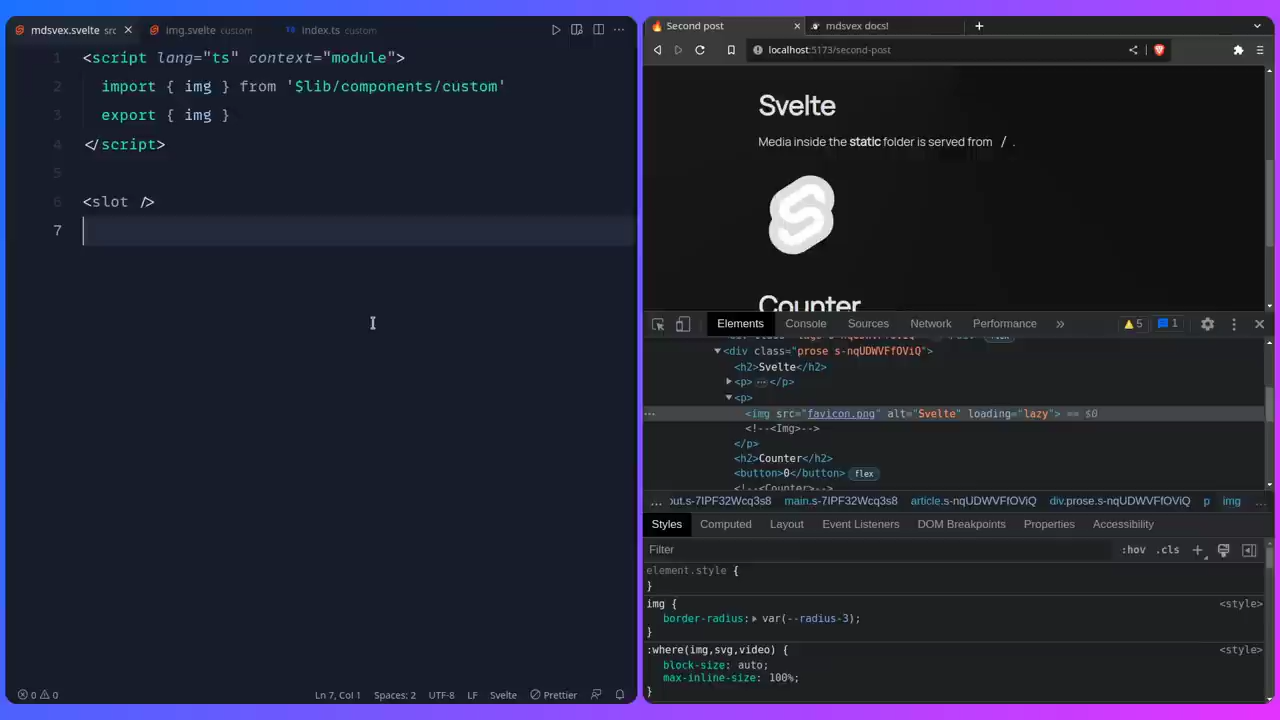 mdsvex.svelte src
img.svelte custom
TS index.ts custom
1 <script lang="ts" context="module">
2 import { img } from '$lib/components/custom'
3 export { img }
4 </script>
5
6 <slot />
7
0 0
Ln 7, Col 1 Spaces: 2 UTF-8 LF Svelte Prettier
Second post
mdsvex docs!
localhost:5173/second-post
Svelte
Media inside the static folder is served from / .
Counter
Elements Console Sources Network Performance » 5 1
<div class="prose s-nqUDWVFfOViQ">
<h2>Svelte</h2>
<p> ⋯ </p>
<p>
<img src="favicon.png" alt="Svelte" loading="lazy"> == $0
<!--<Img>-->
</p>
<h2>Counter</h2>
<button>0</button> flex
<!--<Counter>-->
... out.s-7IPF32Wcq3s8 main.s-7IPF32Wcq3s8 article.s-nqUDWVFfOViQ div.prose.s-nqUDWVFfOViQ p img ...
Styles Computed Layout Event Listeners DOM Breakpoints Properties Accessibility
Filter :hov .cls
element.style {
}
img { <style>
border-radius: var(--radius-3);
}
:where(img,svg,video) { <style>
block-size: auto;
max-inline-size: 100%;
}